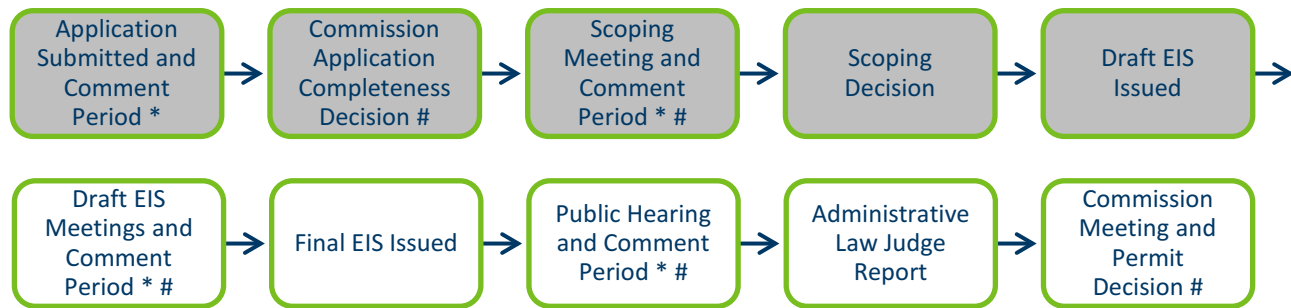 Application
Submitted and
Comment
Period *
Commission
Application
Completeness
Decision #
Scoping
Meeting and
Comment
Period * #
Scoping
Decision
Draft EIS
Issued
Draft EIS
Meetings and
Comment
Period * #
Final EIS Issued
Public Hearing
and Comment
Period * #
Administrative
Law Judge
Report
Commission
Meeting and
Permit
Decision #